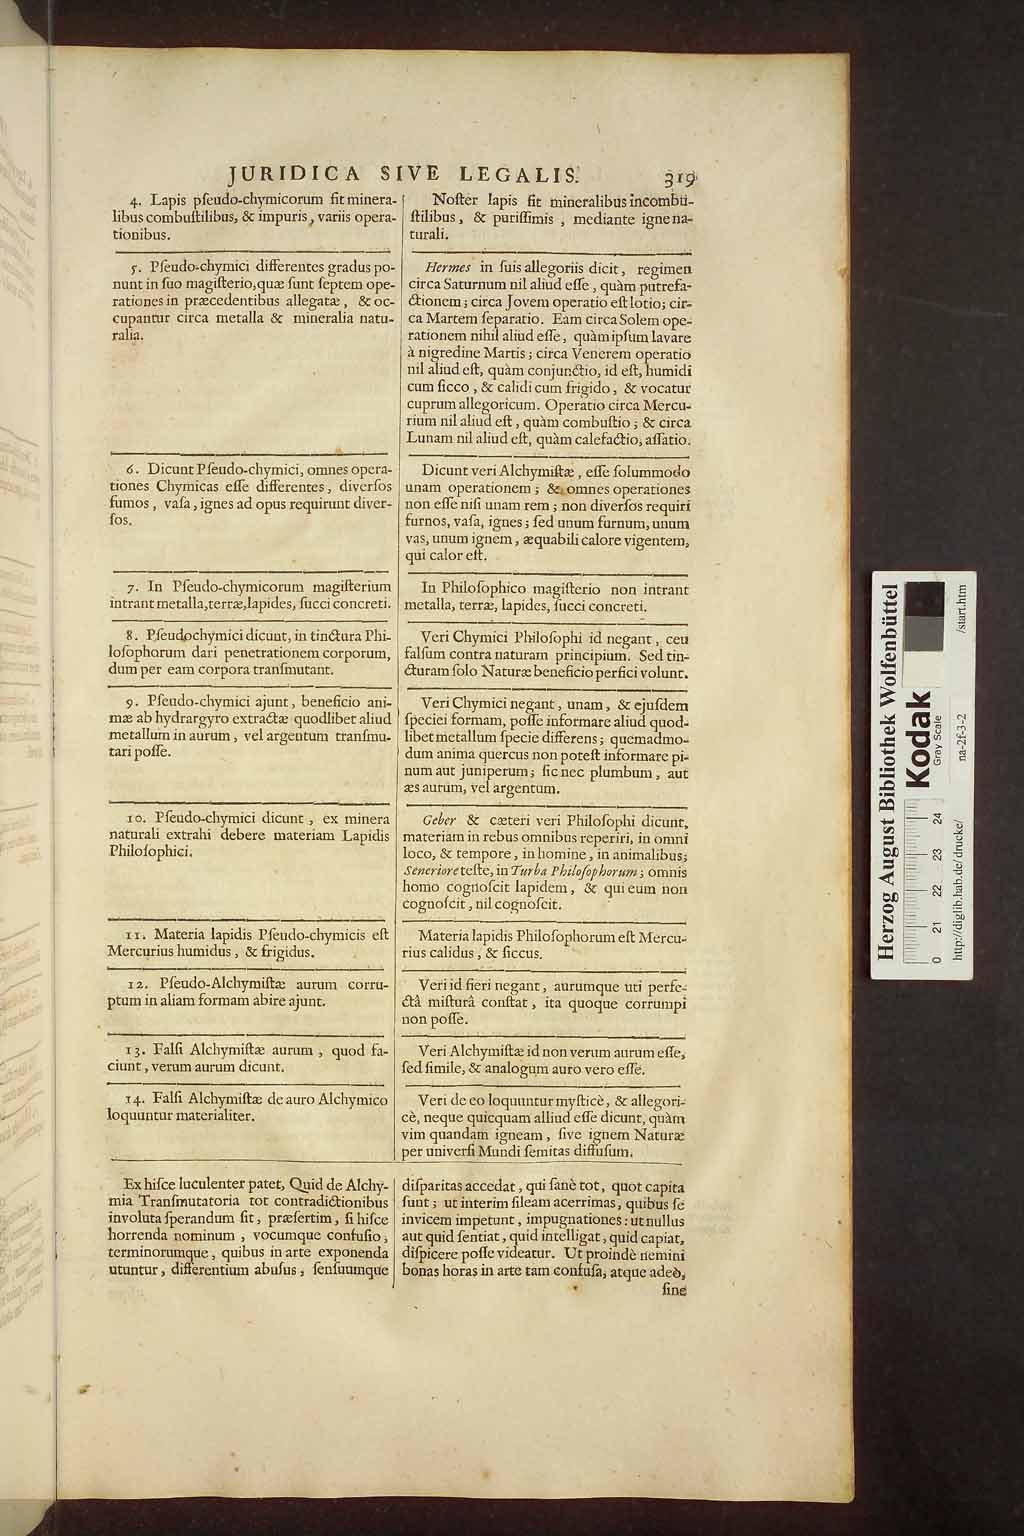 JURIDICA SIVE LEGALIS. 319
4. Lapis pſeudo-chymicorum fit minera-
libus combuſtilibus, & impuris, variis opera-
tionibus.
Noſter lapis fit mineralibus incombu-
ſtilibus, & puriſſimis, mediante igne na-
turali.
5. Pſeudo-chymici differentes gradus po-
nunt in ſuo magiſterio, quæ ſunt ſeptem ope-
rationes in præcedentibus allegatæ, & oc-
cupantur circa metalla & mineralia natu-
ralia.
Hermes in ſuis allegoriis dicit, regimen
circa Saturnum nil aliud eſſe, quàm putrefa-
ctionem; circa Jovem operatio eſt lotio; cir-
ca Martem ſeparatio. Eam circa Solem ope-
rationem nihil aliud eſſe, quàm ipſum lavare
à nigredine Martis; circa Venerem operatio
nil aliud eſt, quàm conjunctio, id eſt, humidi
cum ſicco, & calidi cum frigido, & vocatur
cuprum allegoricum. Operatio circa Mercu-
rium nil aliud eſt, quàm combuſtio; & circa
Lunam nil aliud eſt, quàm calefactio, aſſatio.
6. Dicunt Pſeudo-chymici, omnes opera-
tiones Chymicas eſſe differentes, diverſos
fumos, vaſa, ignes ad opus requirunt diver-
ſos.
Dicunt veri Alchymiſtæ, eſſe ſolummodo
unam operationem; & omnes operationes
non eſſe niſi unam rem; non diverſos requiri
furnos, vaſa, ignes; ſed unum furnum, unum
vas, unum ignem, æquabili calore vigentem,
qui calor eſt.
7. In Pſeudo-chymicorum magiſterium
intrant metalla, terræ, lapides, ſucci concreti.
In Philoſophico magiſterio non intrant
metalla, terræ, lapides, ſucci concreti.
8. Pſeudochymici dicunt, in tinctura Phi-
loſophorum dari penetrationem corporum,
dum per eam corpora tranſmutant.
Veri Chymici Philoſophi id negant, ceu
falſum contra naturam principium. Sed tin-
cturam ſolo Naturæ beneficio perfici volunt.
9. Pſeudo-chymici ajunt, beneficio ani-
mæ ab hydrargyro extractæ quodlibet aliud
metallum in aurum, vel argentum tranſmu-
tari poſſe.
Veri Chymici negant, unam, & ejuſdem
ſpeciei formam, poſſe informare aliud quod-
libet metallum ſpecie differens; quemadmo-
dum anima quercus non poteſt informare pi-
num aut juniperum; ſic nec plumbum, aut
æs aurum, vel argentum.
10. Pſeudo-chymici dicunt, ex minera
naturali extrahi debere materiam Lapidis
Philoſophici.
Geber & cæteri veri Philoſophi dicunt,
materiam in rebus omnibus reperiri, in omni
loco, & tempore, in homine, in animalibus;
Seneriore teſte, in Turba Philoſophorum; omnis
homo cognoſcit lapidem, & qui eum non
cognoſcit, nil cognoſcit.
11. Materia lapidis Pſeudo-chymicis eſt
Mercurius humidus, & frigidus.
Materia lapidis Philoſophorum eſt Mercu-
rius calidus, & ſiccus.
12. Pſeudo-Alchymiſtæ aurum corru-
ptum in aliam formam abire ajunt.
Veri id fieri negant, aurumque uti perfe-
ctâ miſturâ conſtat, ita quoque corrumpi
non poſſe.
13. Falſi Alchymiſtæ aurum, quod fa-
ciunt, verum aurum dicunt.
Veri Alchymiſtæ id non verum aurum eſſe,
ſed ſimile, & analogum auro vero eſſe.
14. Falſi Alchymiſtæ de auro Alchymico
loquuntur materialiter.
Veri de eo loquuntur myſticè, & allegori-
cè, neque quicquam alliud eſſe dicunt, quàm
vim quandam igneam, ſive ignem Naturæ
per univerſi Mundi ſemitas diffuſum.
Ex hiſce luculenter patet, Quid de Alchy-
mia Tranſmutatoria tot contradictionibus
involuta ſperandum ſit, præſertim, ſi hiſce
horrenda nominum, vocumque confuſio,
terminorumque, quibus in arte exponenda
utuntur, differentium abuſus, ſenſuumque
diſparitas accedat, qui ſanè tot, quot capita
ſunt; ut interim ſileam acerrimas, quibus ſe
invicem impetunt, impugnationes: ut nullus
aut quid ſentiat, quid intelligat, quid capiat,
diſpicere poſſe videatur. Ut proindè nemini
bonas horas in arte tam confuſa, atque adeò,
ſine
Herzog August Bibliothek Wolfenbüttel
Kodak
Gray Scale
0 21 22 23 24
http://diglib.hab.de/drucke/
na-2f-3-2
/start.htm